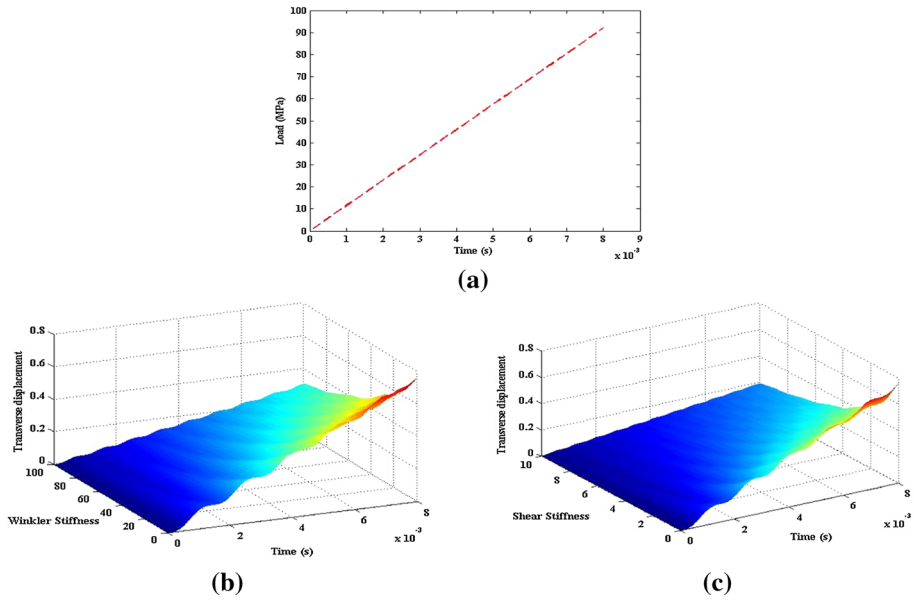 100
90
80
70
60
50
40
30
20
10
0
Load (MPa)
0 1 2 3 4 5 6 7 8 9
Time (s)
x 10⁻³
(a)
0.8
0.6
0.4
0.2
0
Transverse displacement
100
80
60
40
20
0
Winkler Stiffness
0 2 4 6 8
x 10⁻³
Time (s)
(b)
0.8
0.6
0.4
0.2
0
Transverse displacement
10
8
6
4
2
0
Shear Stiffness
0 2 4 6 8
x 10⁻³
Time (s)
(c)